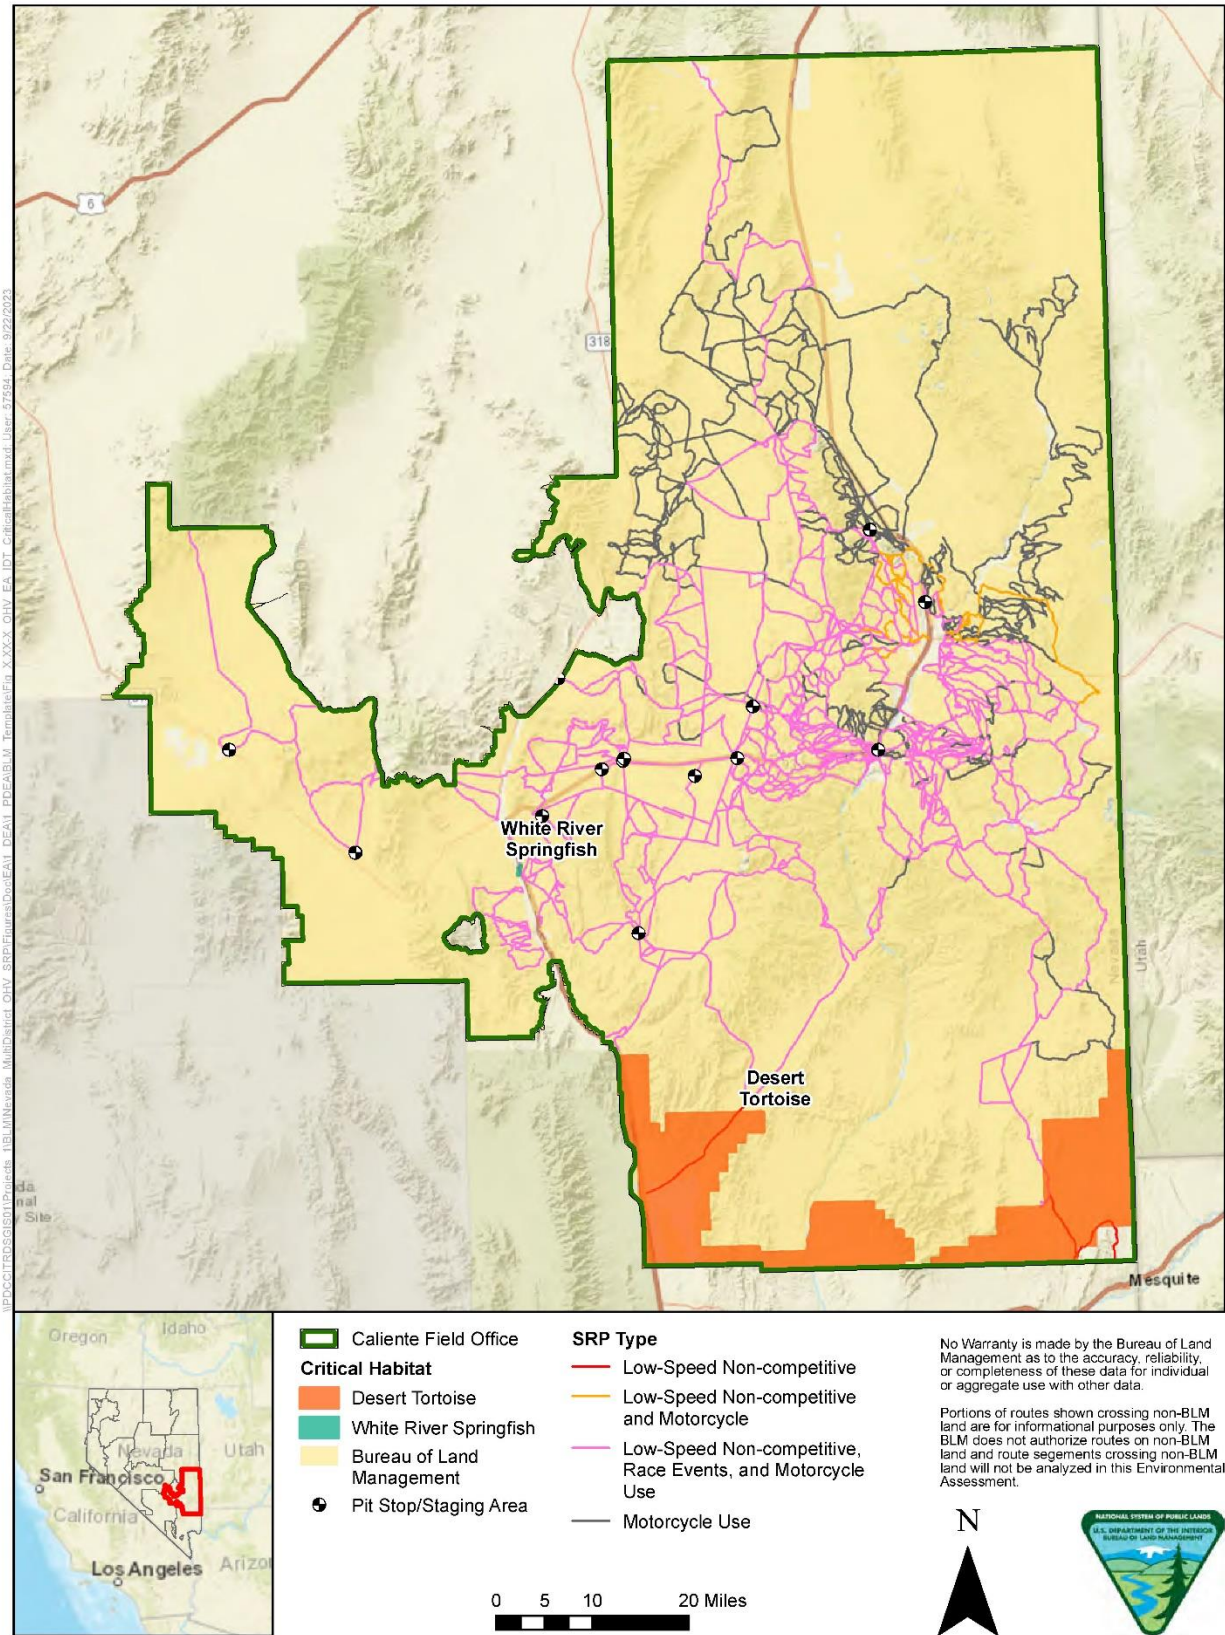 6
318
White River
Springfish
Desert
Tortoise
Nevada
Utah
Mesquite
da
nal
y Site
Oregon
Idaho
Nevada
Utah
San Francisco
California
Los Angeles
Arizo
Caliente Field Office
Critical Habitat
Desert Tortoise
White River Springfish
Bureau of Land
Management
Pit Stop/Staging Area
SRP Type
Low-Speed Non-competitive
Low-Speed Non-competitive
and Motorcycle
Low-Speed Non-competitive,
Race Events, and Motorcycle
Use
Motorcycle Use
0 5 10 20 Miles
No Warranty is made by the Bureau of Land
Management as to the accuracy, reliability,
or completeness of these data for individual
or aggregate use with other data.
Portions of routes shown crossing non-BLM
land are for informational purposes only. The
BLM does not authorize routes on non-BLM
land and route segements crossing non-BLM
land will not be analyzed in this Environmental
Assessment.
N
NATIONAL SYSTEM OF PUBLIC LANDS
U.S. DEPARTMENT OF THE INTERIOR
BUREAU OF LAND MANAGEMENT